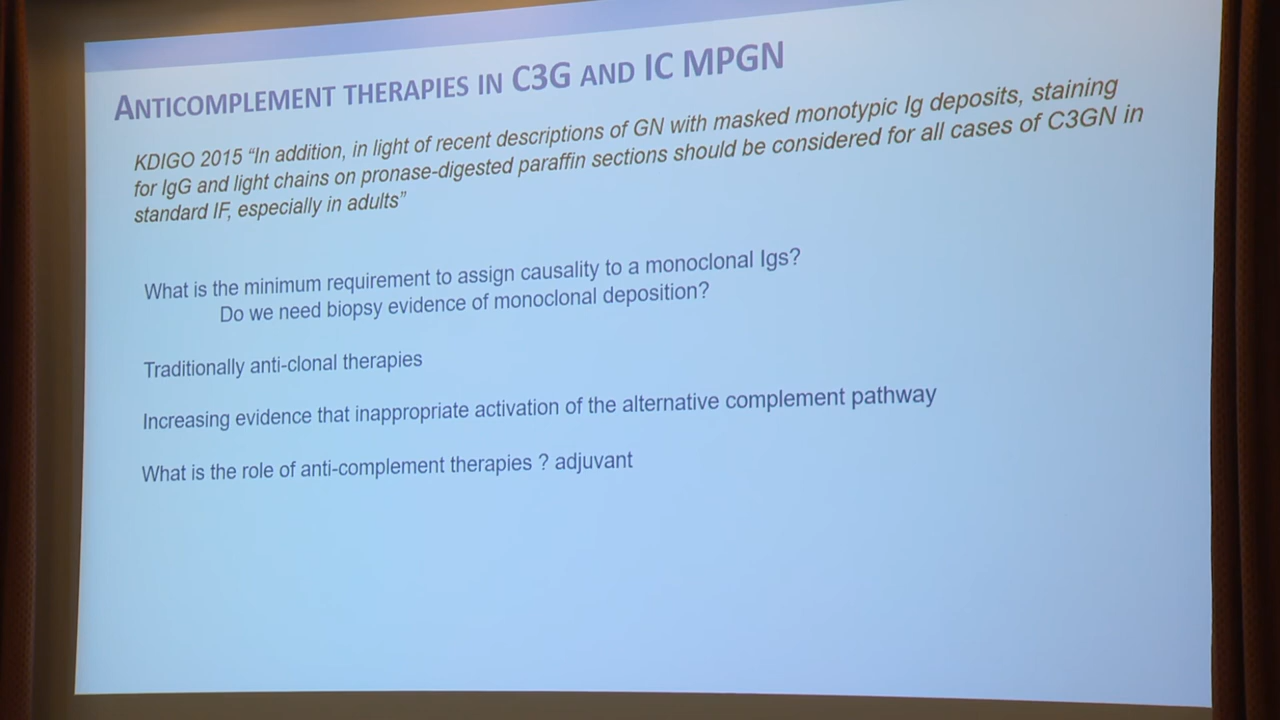 ANTICOMPLEMENT THERAPIES IN C3G AND IC MPGN
KDIGO 2015 “In addition, in light of recent descriptions of GN with masked monotypic Ig deposits, staining
for IgG and light chains on pronase-digested paraffin sections should be considered for all cases of C3GN in
standard IF, especially in adults”
What is the minimum requirement to assign causality to a monoclonal Igs?
Do we need biopsy evidence of monoclonal deposition?
Traditionally anti-clonal therapies
Increasing evidence that inappropriate activation of the alternative complement pathway
What is the role of anti-complement therapies ? adjuvant